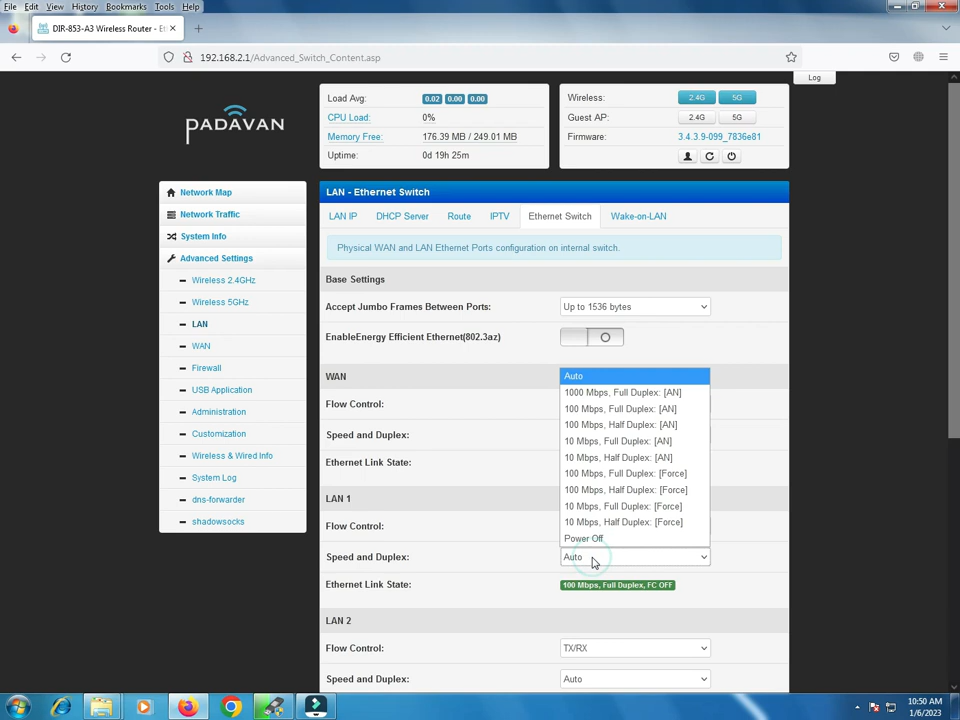 File Edit View History Bookmarks Tools Help
DIR-853-A3 Wireless Router - Et
192.168.2.1/Advanced_Switch_Content.asp
Log
PADAVAN
Load Avg: 0.02 0.00 0.00
CPU Load: 0%
Memory Free: 176.39 MB / 249.01 MB
Uptime: 0d 19h 25m
Wireless: 2.4G 5G
Guest AP: 2.4G 5G
Firmware: 3.4.3.9-099_7836e81
Network Map
Network Traffic
System Info
Advanced Settings
Wireless 2.4GHz
Wireless 5GHz
LAN
WAN
Firewall
USB Application
Administration
Customization
Wireless & Wired Info
System Log
dns-forwarder
shadowsocks
LAN - Ethernet Switch
LAN IP DHCP Server Route IPTV Ethernet Switch Wake-on-LAN
Physical WAN and LAN Ethernet Ports configuration on internal switch.
Base Settings
Accept Jumbo Frames Between Ports: Up to 1536 bytes
EnableEnergy Efficient Ethernet(802.3az)
WAN
Flow Control:
Speed and Duplex:
Ethernet Link State:
LAN 1
Flow Control:
Auto
1000 Mbps, Full Duplex: [AN]
100 Mbps, Full Duplex: [AN]
100 Mbps, Half Duplex: [AN]
10 Mbps, Full Duplex: [AN]
10 Mbps, Half Duplex: [AN]
100 Mbps, Full Duplex: [Force]
100 Mbps, Half Duplex: [Force]
10 Mbps, Full Duplex: [Force]
10 Mbps, Half Duplex: [Force]
Power Off
Speed and Duplex: Auto
Ethernet Link State: 100 Mbps, Full Duplex, FC OFF
LAN 2
Flow Control: TX/RX
Speed and Duplex: Auto
10:50 AM
1/6/2023